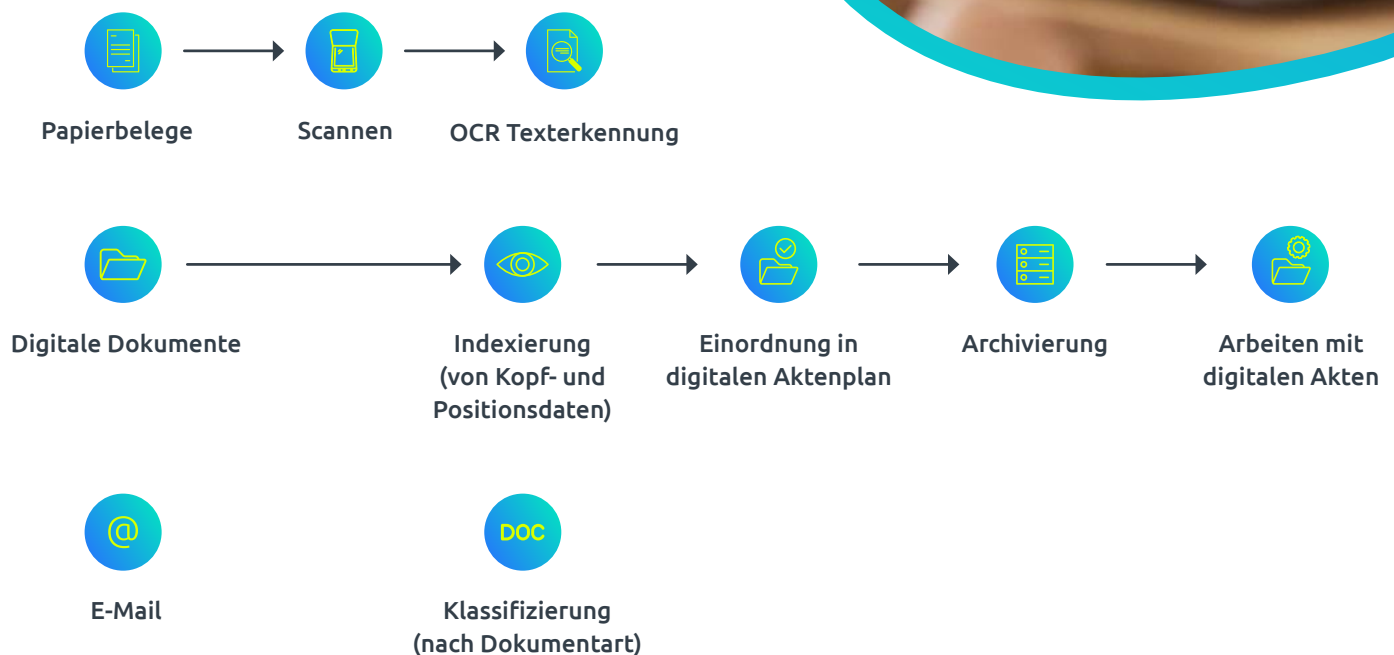 Papierbelege
Scannen
OCR Texterkennung
Digitale Dokumente
Indexierung
(von Kopf- und
Positionsdaten)
Einordnung in
digitalen Aktenplan
Archivierung
Arbeiten mit
digitalen Akten
@
E-Mail
DOC
Klassifizierung
(nach Dokumentart)